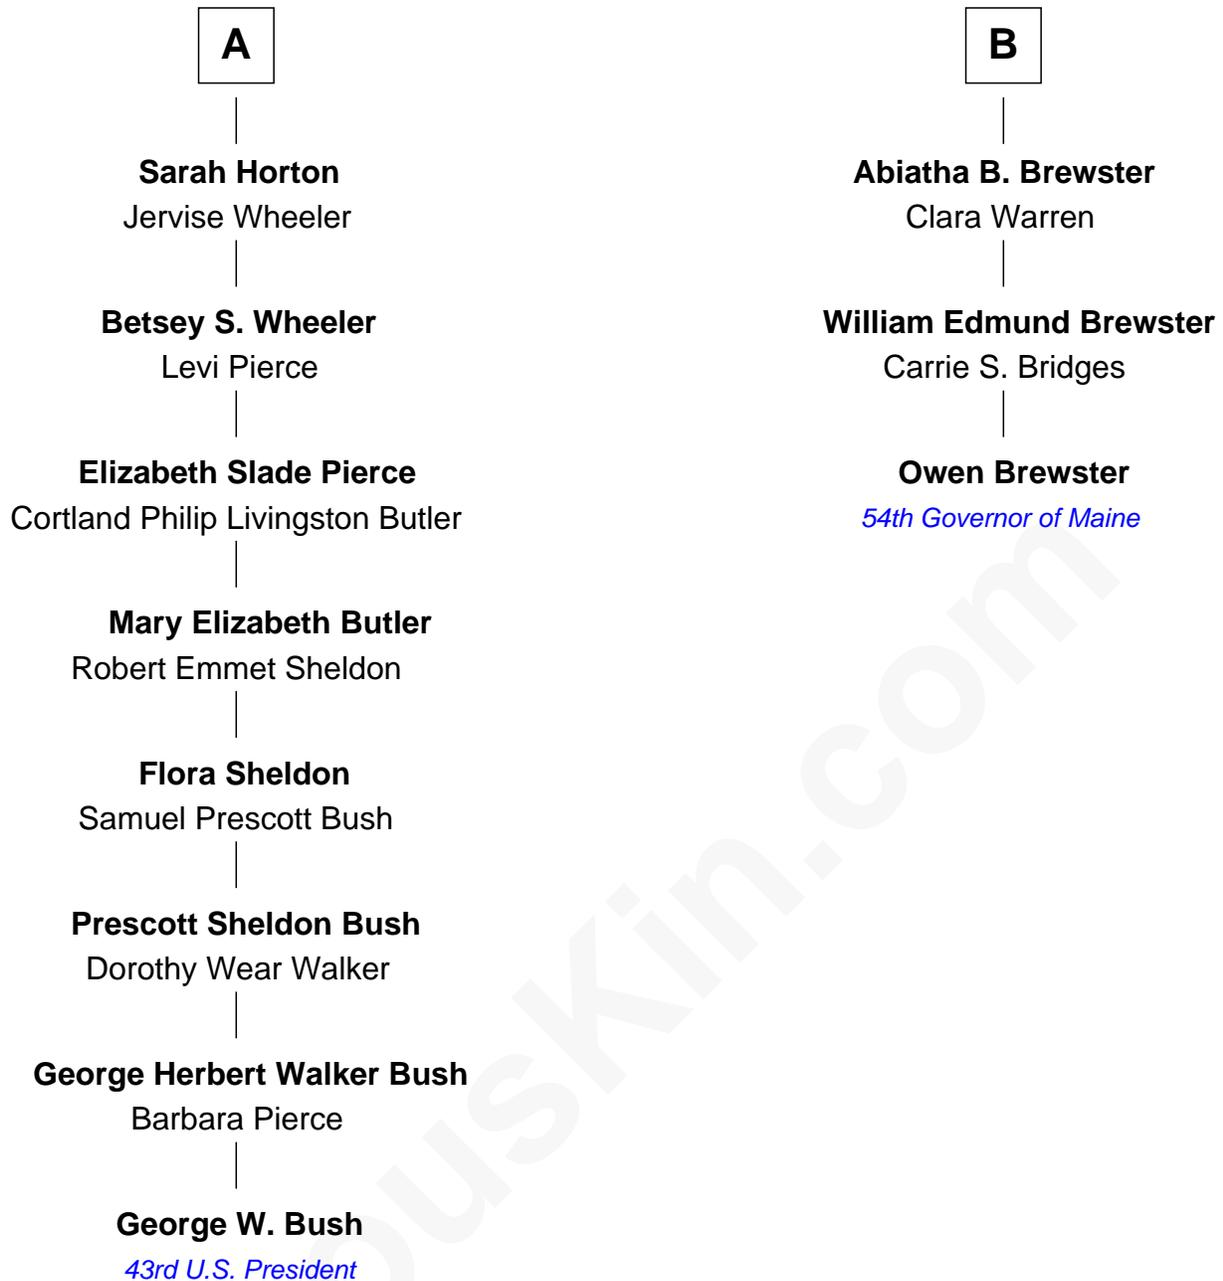 A
Sarah Horton
Jervise Wheeler
Betsey S. Wheeler
Levi Pierce
Elizabeth Slade Pierce
Cortland Philip Livingston Butler
Mary Elizabeth Butler
Robert Emmet Sheldon
Flora Sheldon
Samuel Prescott Bush
Prescott Sheldon Bush
Dorothy Wear Walker
George Herbert Walker Bush
Barbara Pierce
George W. Bush
43rd U.S. President
B
Abiatha B. Brewster
Clara Warren
William Edmund Brewster
Carrie S. Bridges
Owen Brewster
54th Governor of Maine
ousKin.com